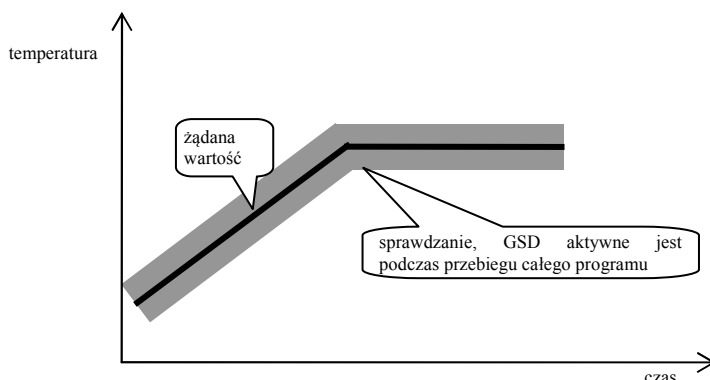 temperatura
żądana
wartość
sprawdzanie, GSD aktywne jest
podczas przebiegu całego programu
czas